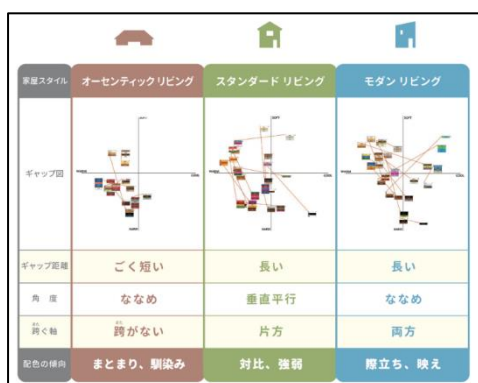 家屋スタイル オーセンティック リビング スタンダード リビング モダン リビング
ギャップ図
ギャップ距離 ごく短い 長い 長い
角 度 ななめ 垂直平行 ななめ
跨ぐ軸 跨がない 片方 両方
配色の傾向 まとまり、馴染み 対比、強弱 際立ち、映え